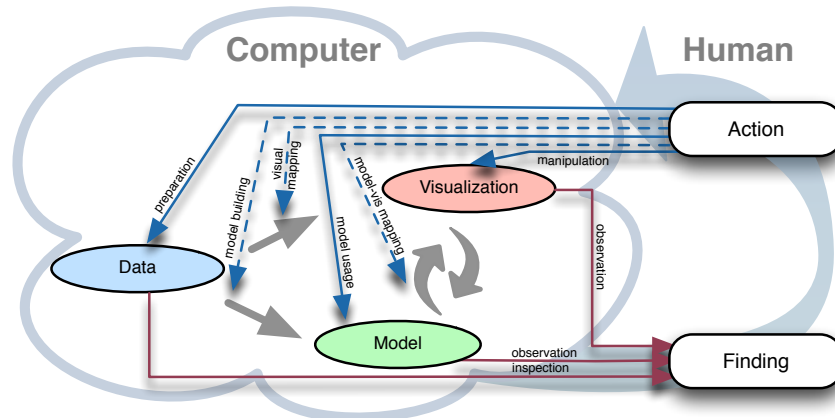 Computer
Human
Action
preparation
visual
mapping
manipulation
Visualization
model building
model-vis mapping
model usage
Data
observation
Model
observation
inspection
Finding